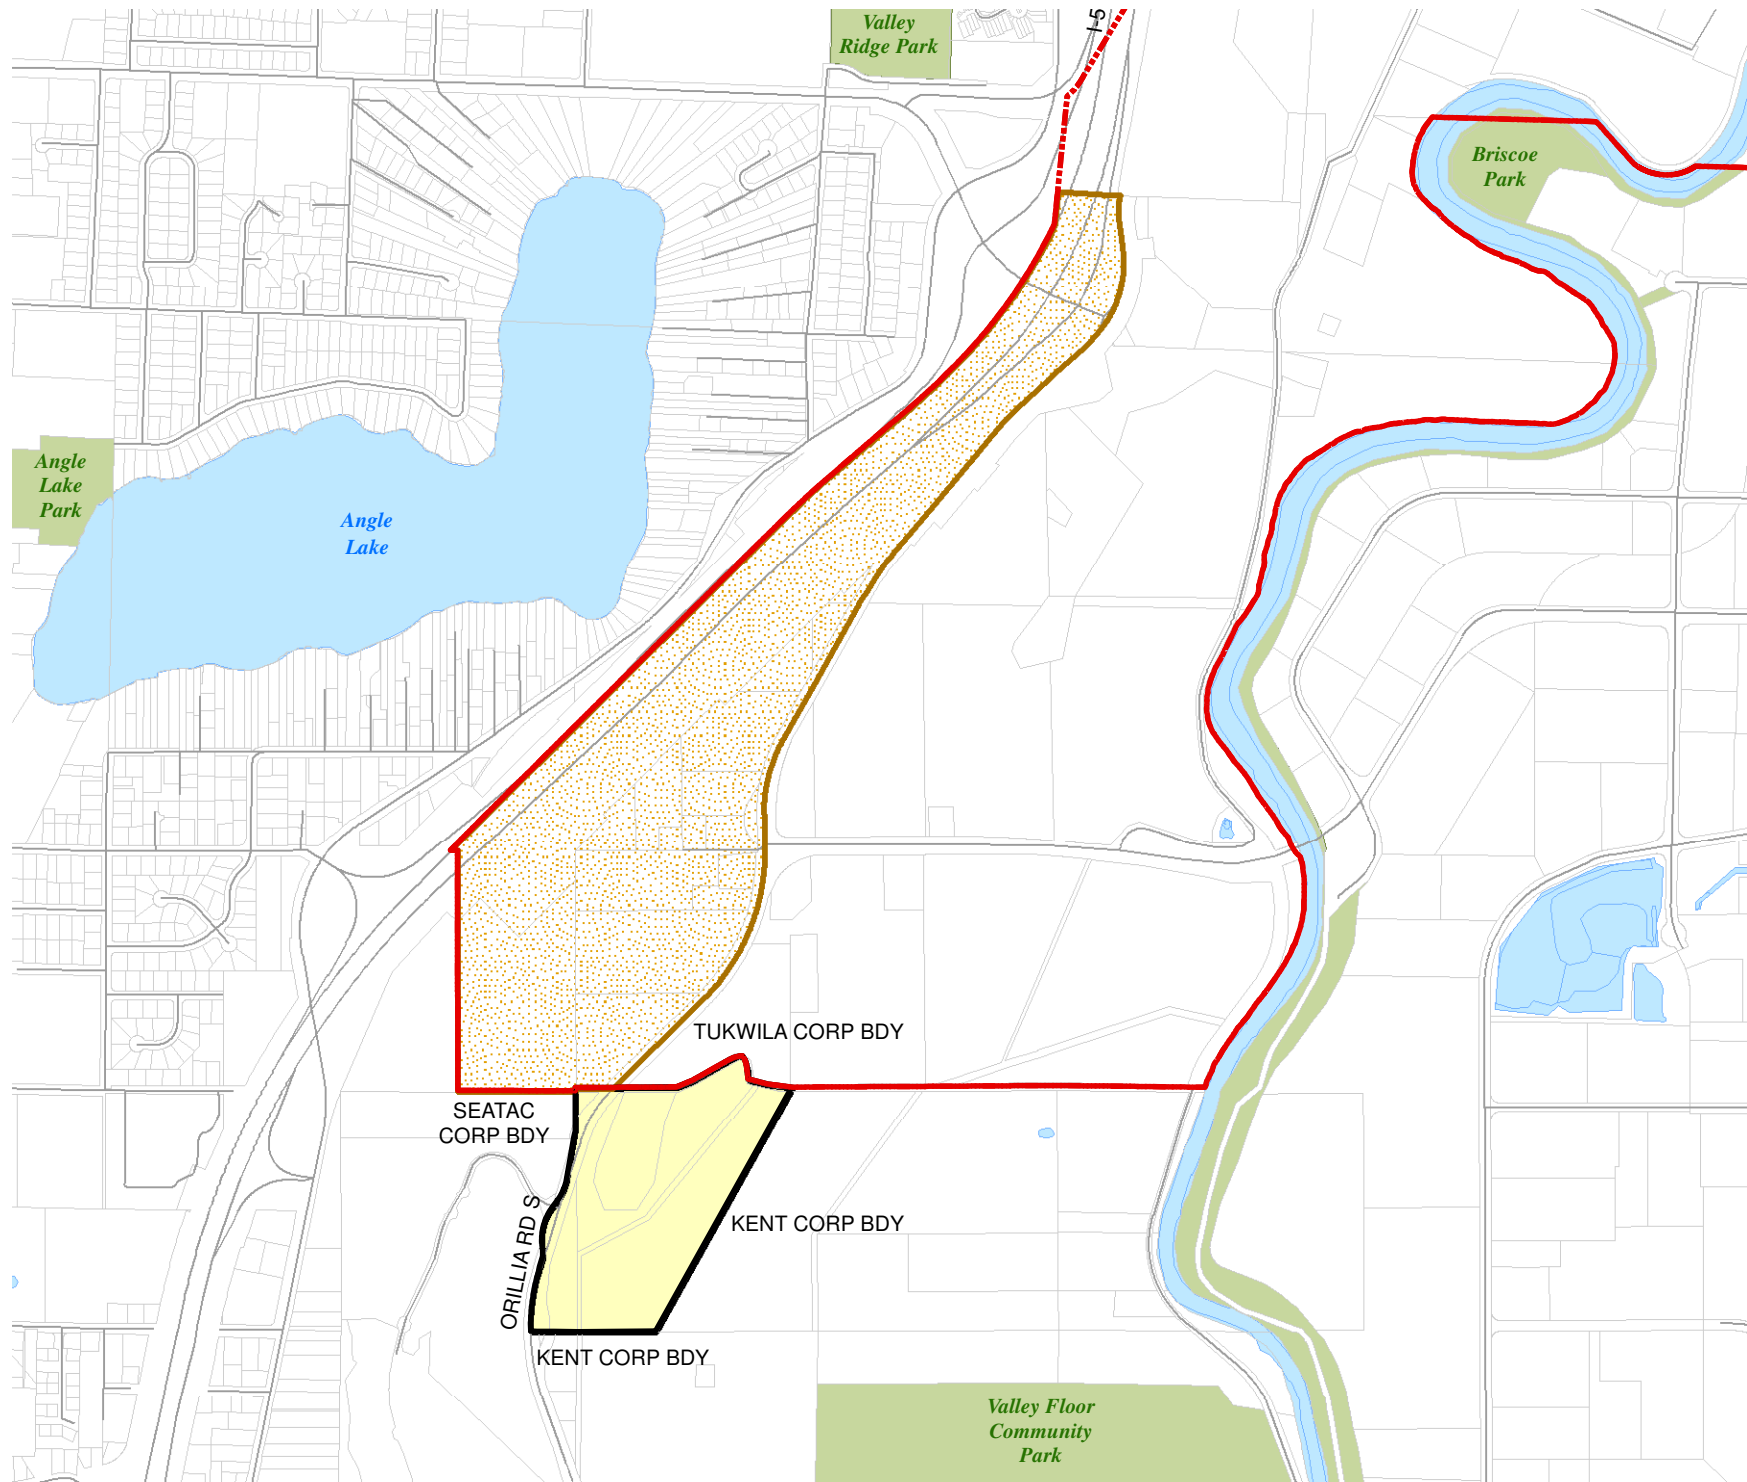 I-5
Valley
Ridge Park
Briscoe
Park
Angle
Lake
Park
Angle
Lake
TUKWILA CORP BDY
SEATAC
CORP BDY
ORILLIA RD S
KENT CORP BDY
KENT CORP BDY
Valley Floor
Community
Park